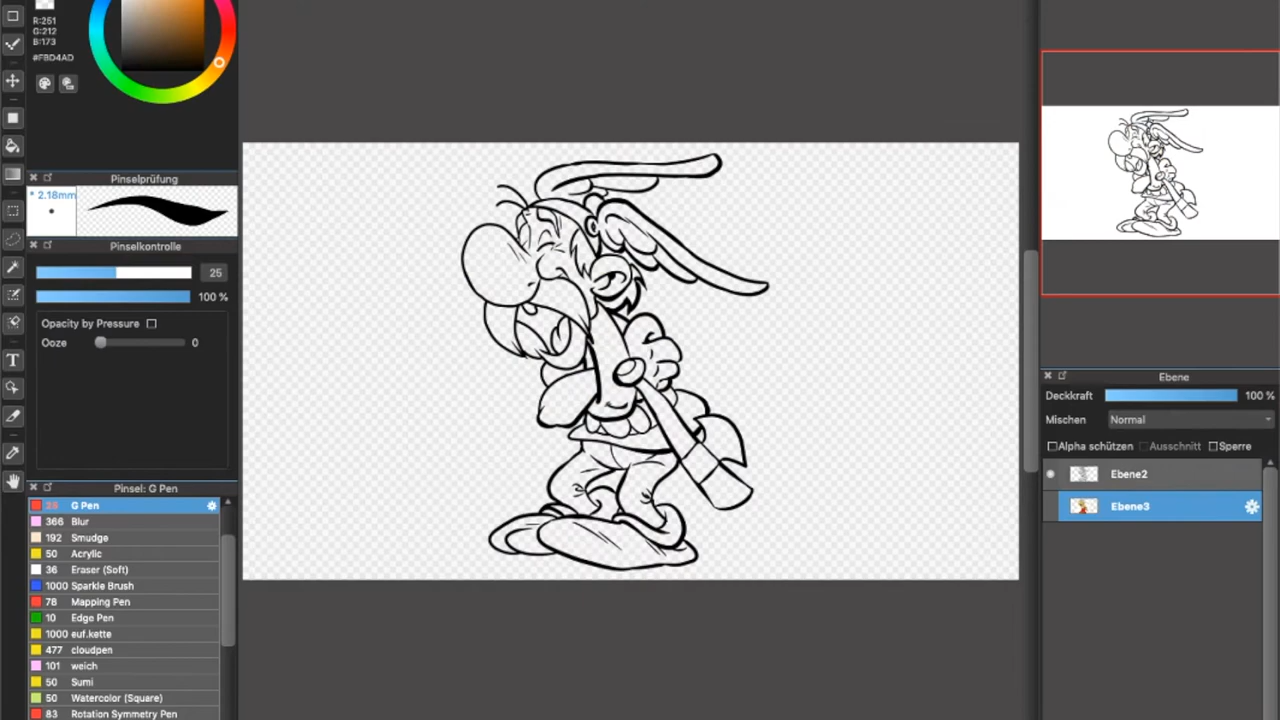 R:251
G:212
B:173
#FBD4AD
Pinselprüfung
* 2.18mm
Pinselkontrolle
25
100 %
Opacity by Pressure
Ooze 0
Pinsel: G Pen
25 G Pen
366 Blur
192 Smudge
50 Acrylic
36 Eraser (Soft)
1000 Sparkle Brush
78 Mapping Pen
10 Edge Pen
1000 euf.kette
477 cloudpen
101 weich
50 Sumi
50 Watercolor (Square)
83 Rotation Symmetry Pen
T
Ebene
Deckkraft 100 %
Mischen Normal
Alpha schützen Ausschnitt Sperre
Ebene2
Ebene3